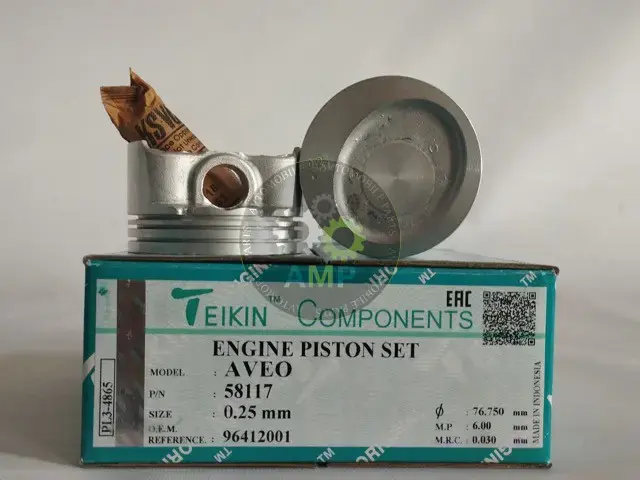 TEIKIN™ COMPONENTS
EAC
ENGINE PISTON SET
MODEL : AVEO
P/N : 58117
SIZE : 0.25 mm
O.E.M. REFERENCE. : 96412001
ϕ : 76.750 mm
M.P : 6.00 mm
M.R.C. : 0.030 mm
PL3-4865
MADE IN INDONESIA
AMP